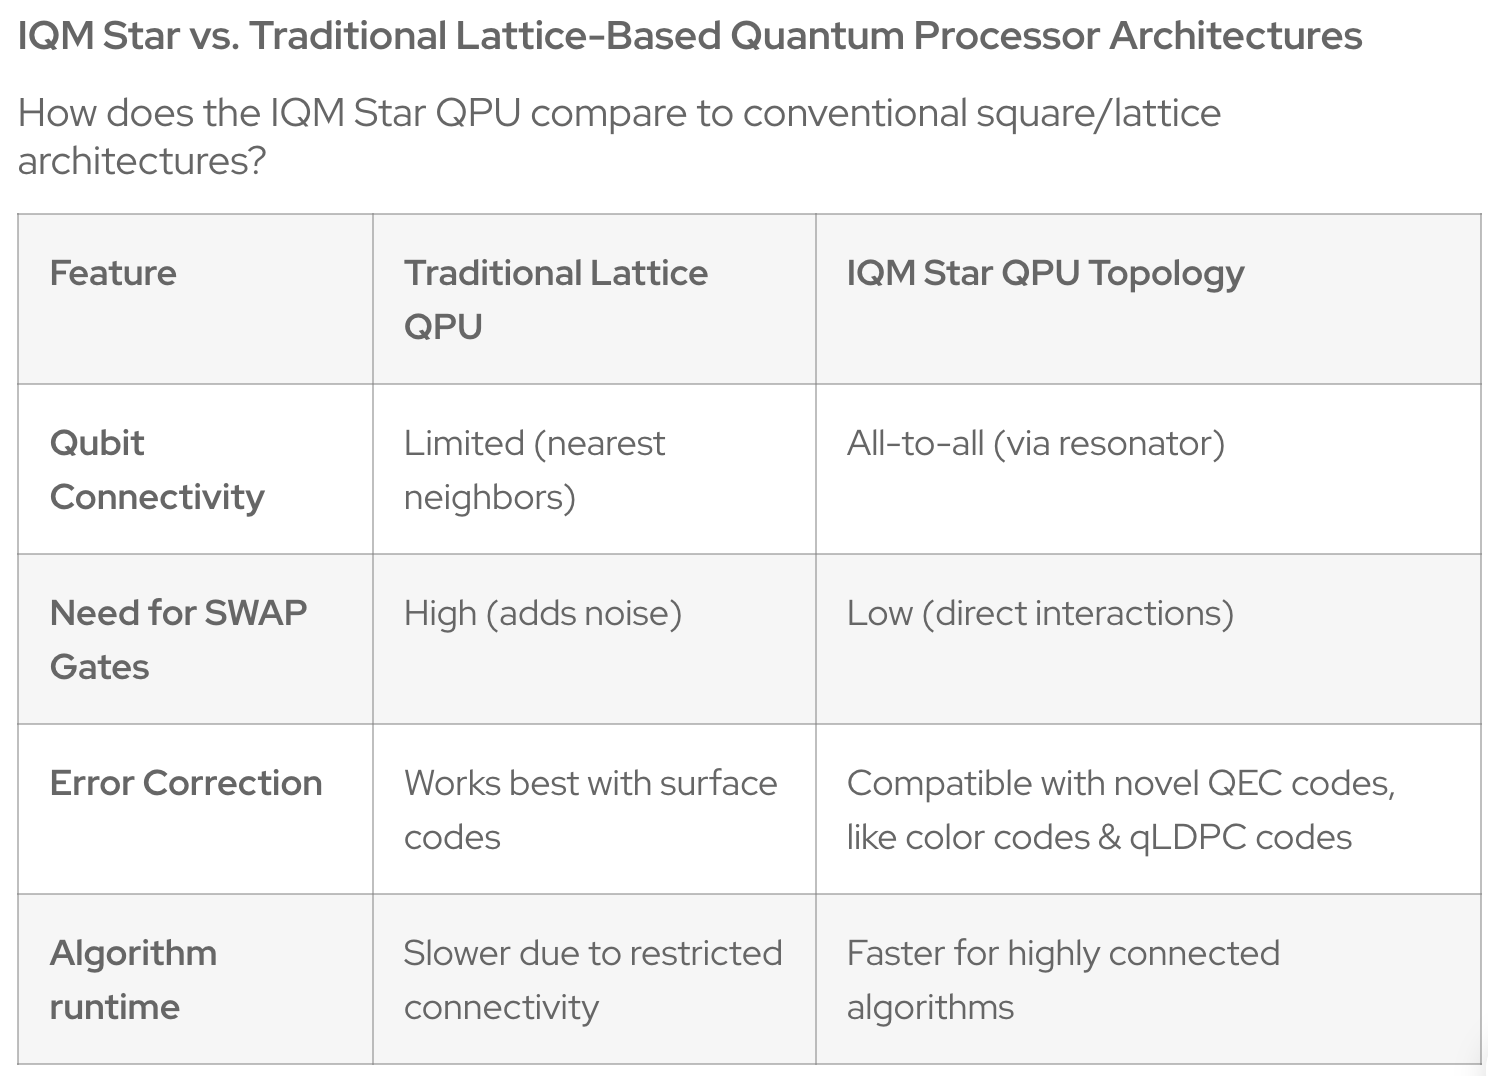 IQM Star vs. Traditional Lattice-Based Quantum Processor Architectures
How does the IQM Star QPU compare to conventional square/lattice
architectures?
Feature
Traditional Lattice
QPU
IQM Star QPU Topology
Qubit
Connectivity
Limited (nearest
neighbors)
All-to-all (via resonator)
Need for SWAP
Gates
High (adds noise)
Low (direct interactions)
Error Correction
Works best with surface
codes
Compatible with novel QEC codes,
like color codes & qLDPC codes
Algorithm
runtime
Slower due to restricted
connectivity
Faster for highly connected
algorithms